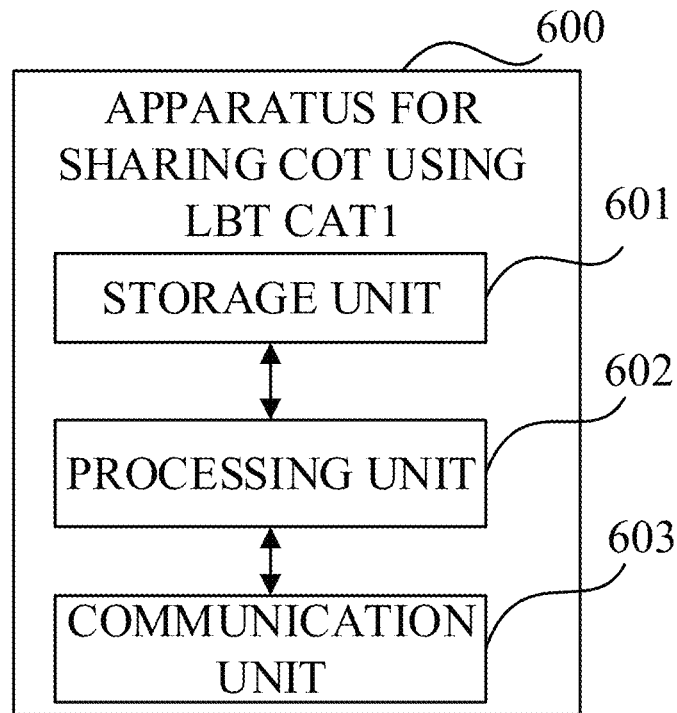 600
APPARATUS FOR
SHARING COT USING
LBT CAT1
601
STORAGE UNIT
602
PROCESSING UNIT
603
COMMUNICATION
UNIT